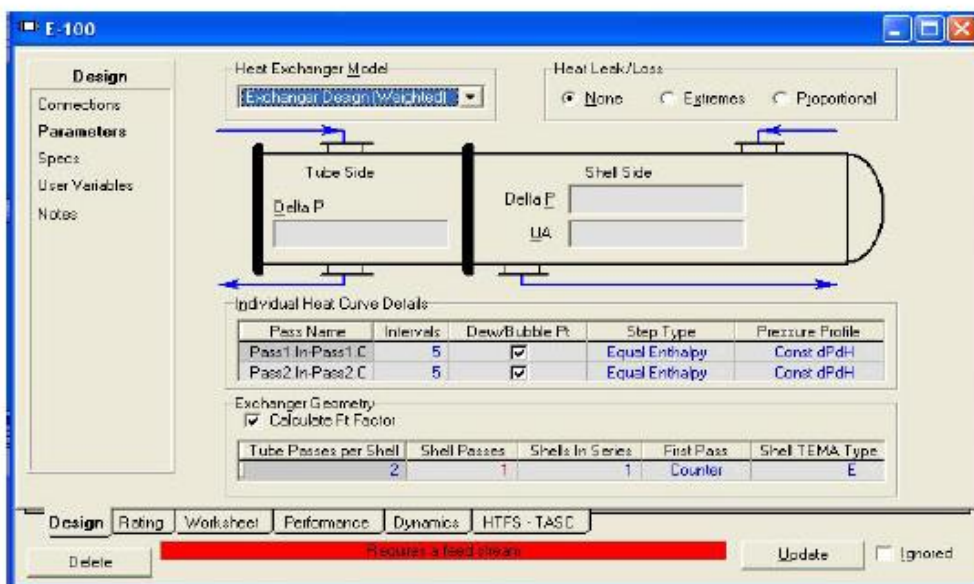 E-100
Design
Connections
Parameters
Specs
User Variables
Notes
Heat Exchanger Model
Exchanger Design (Weighted)
Heat Leak/Loss
None Extremes Proportional
Tube Side
Delta P
Shell Side
Delta P
UA
Individual Heat Curve Details
Pass Name Intervals Dew/Bubble Pt Step Type Pressure Profile
Pass1.In-Pass1.C 5 Equal Enthalpy Const dPdH
Pass2.In-Pass2.C 5 Equal Enthalpy Const dPdH
Exchanger Geometry
Calculate Ft Factor
Tube Passes per Shell Shell Passes Shells In Series First Pass Shell TEMA Type
2 1 1 Counter E
Design Rating Worksheet Performance Dynamics HTFS - TASC
Delete Requires a feed stream Update Ignored